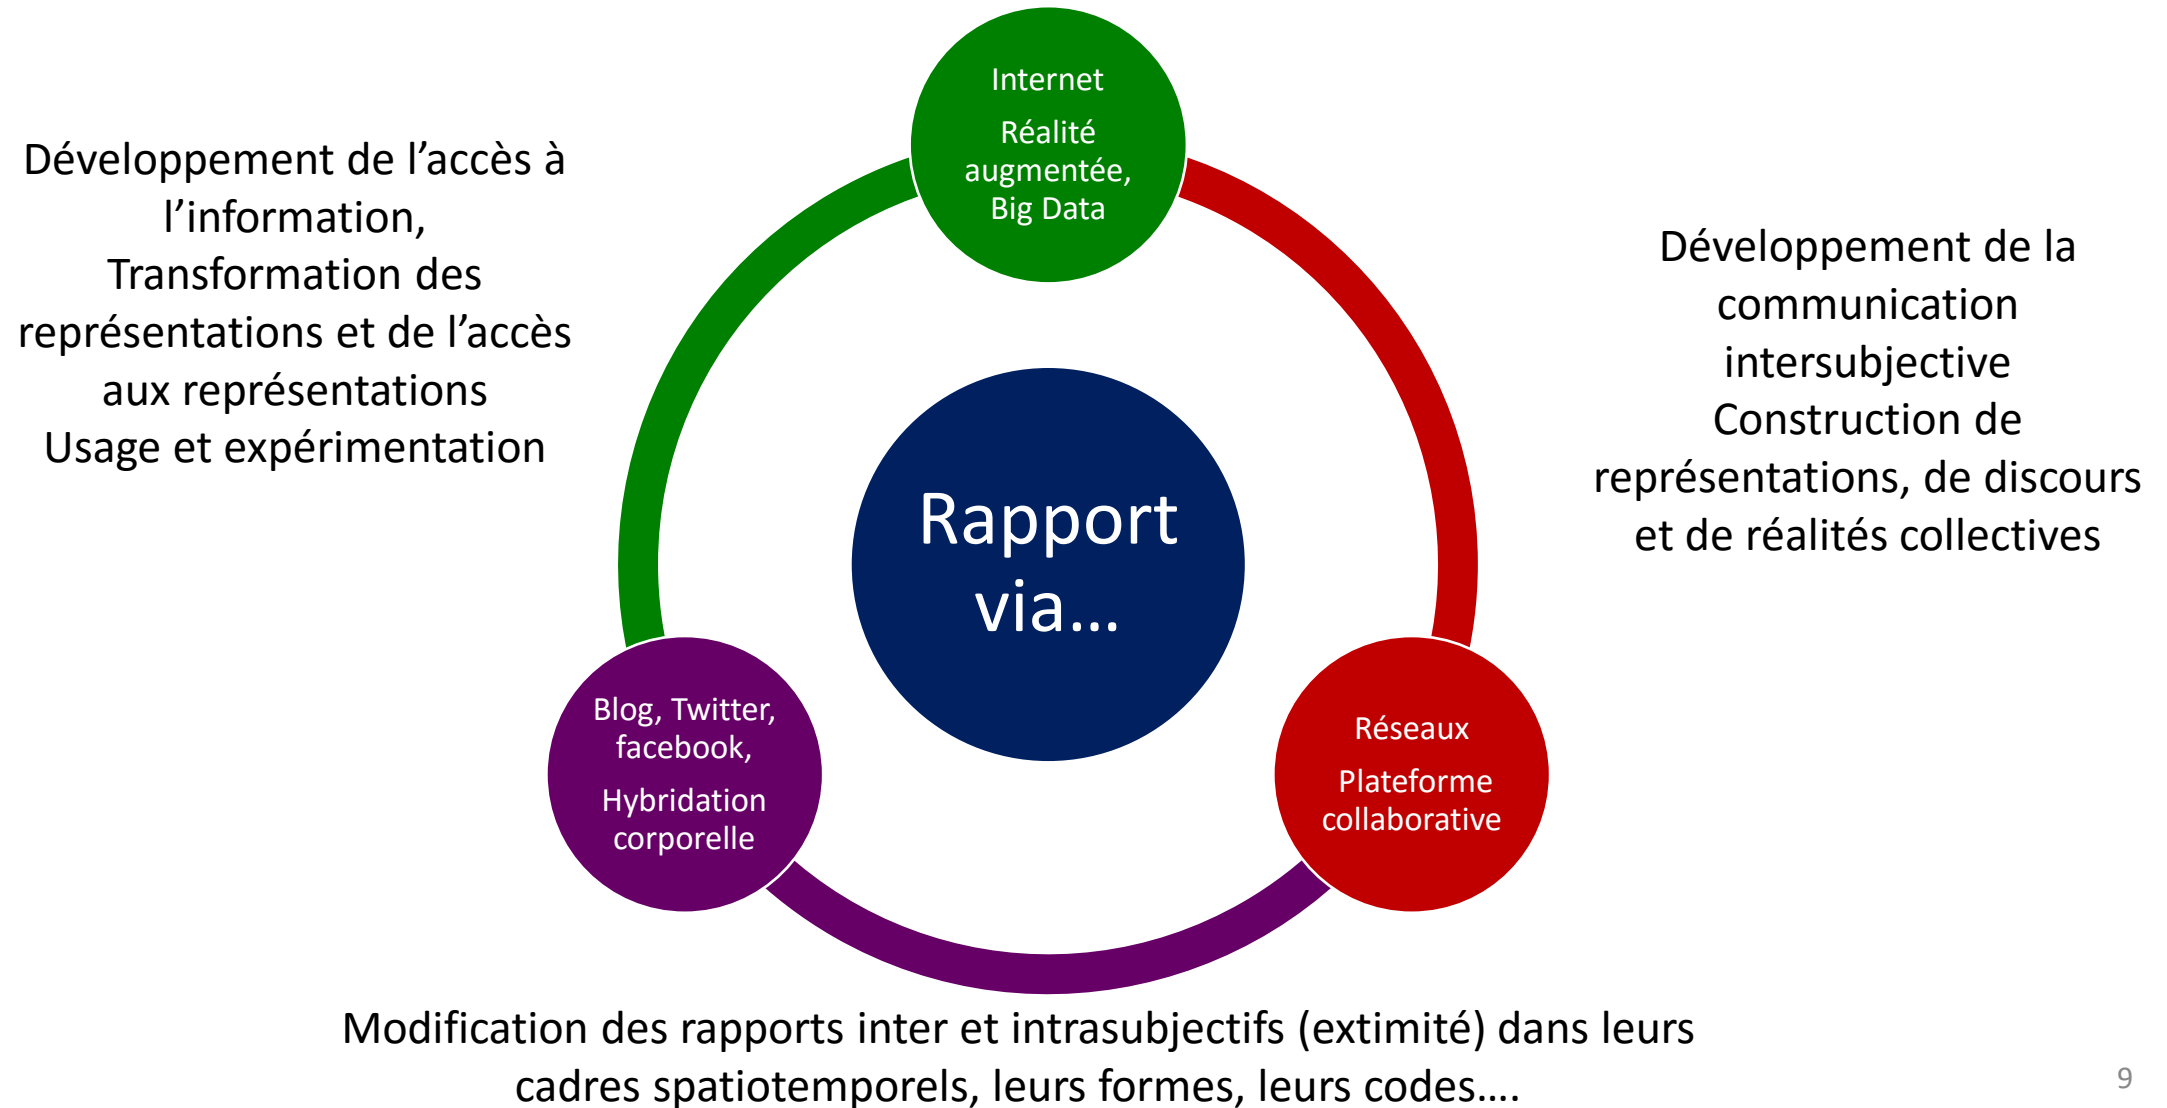 Internet
Réalité
augmentée,
Big Data
Développement de l’accès à
l’information,
Transformation des
représentations et de l’accès
aux représentations
Usage et expérimentation
Développement de la
communication
intersubjective
Construction de
représentations, de discours
et de réalités collectives
Rapport
via...
Blog, Twitter,
facebook,
Hybridation
corporelle
Réseaux
Plateforme
collaborative
Modification des rapports inter et intrasubjectifs (extimité) dans leurs
cadres spatiotemporels, leurs formes, leurs codes....
9